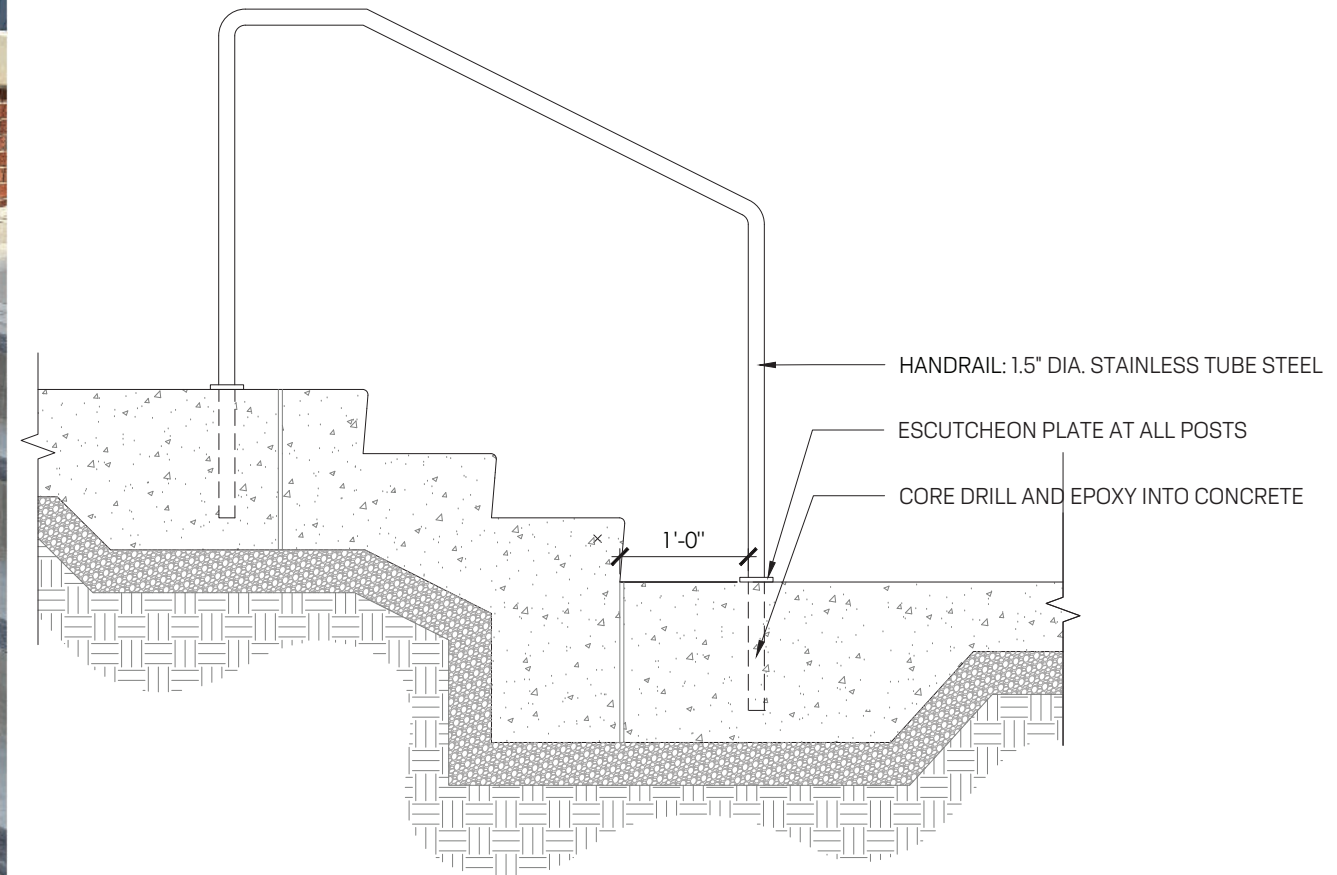 HANDRAIL: 1.5" DIA. STAINLESS TUBE STEEL
ESCUTCHEON PLATE AT ALL POSTS
CORE DRILL AND EPOXY INTO CONCRETE
1'-0"